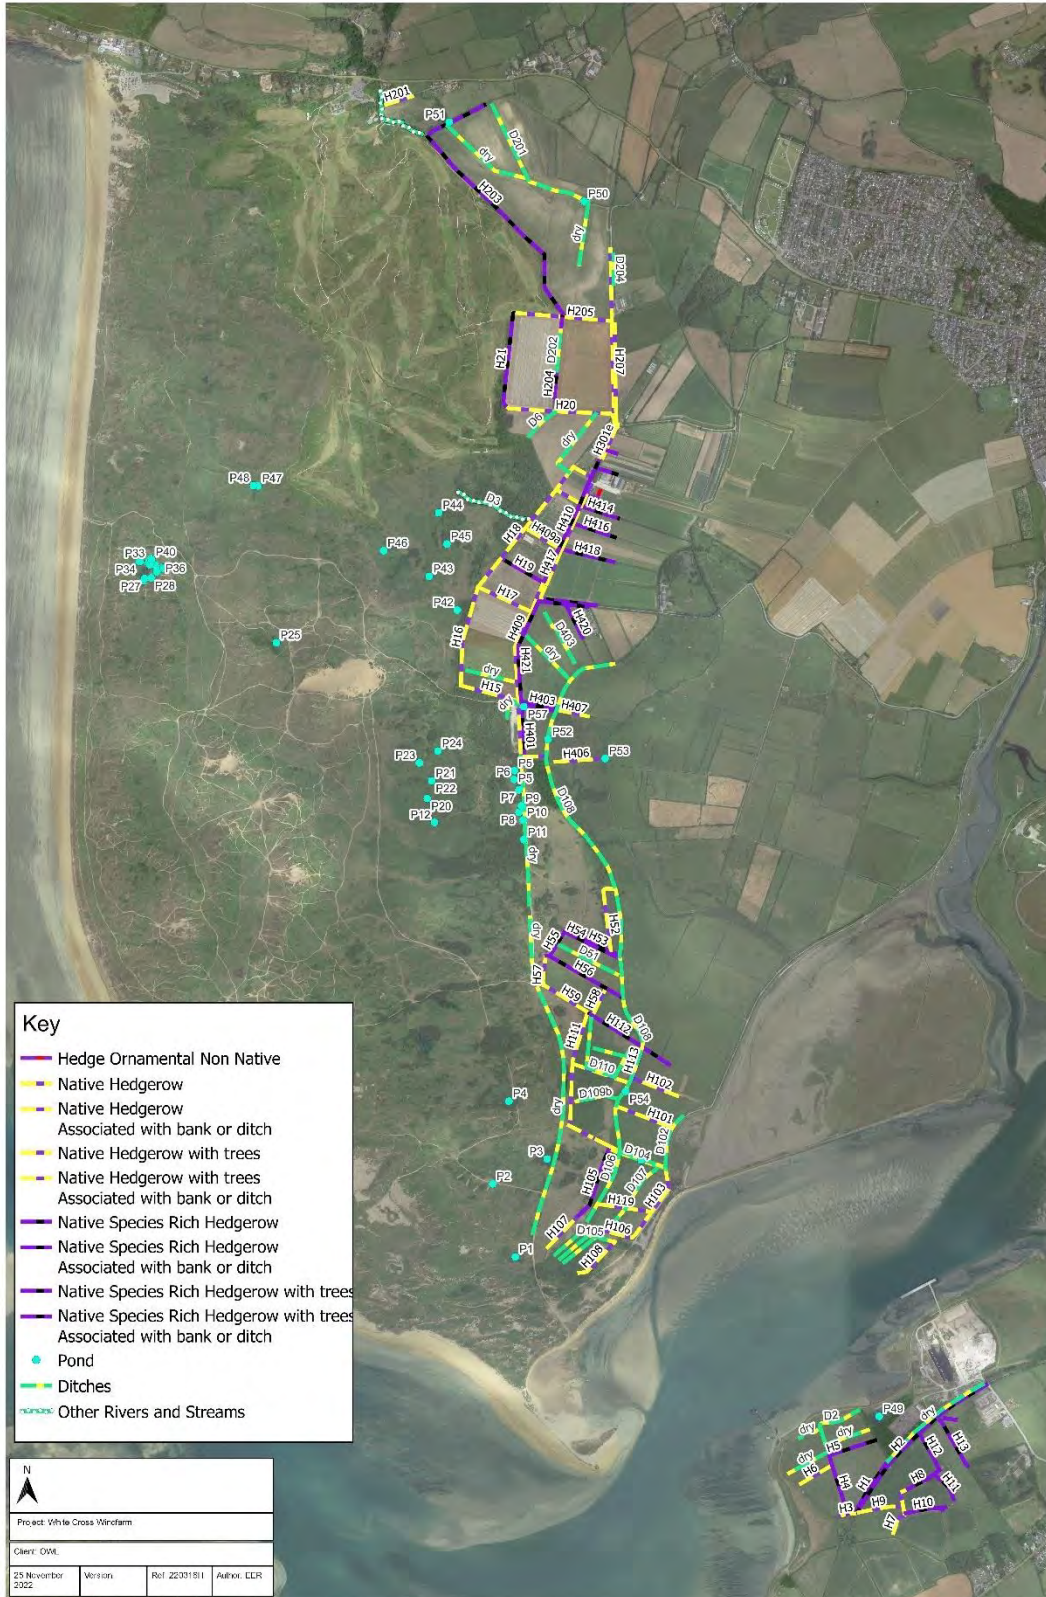 H201
P51
D201
dry
H203
P50
dry
D204
H205
D202
H21
H204
H207
H20
D6
dry
H301e
P48
P47
D3
P44
H410
H414
H416
H18
H409a
P45
P46
H417
H418
P33
P40
P34
P36
P27
P28
H19
P43
H17
P42
H409
D403
H420
H16
P25
H421
dry
dry
H15
dry
H403
H407
P57
H401
P52
P24
P23
H406
P53
P5
P6
P5
P21
P22
P7
P9
D108
P20
P10
P12
P8
P11
dry
H52
dry
H54
H53
H55
D51
H56
H57
H59
H58
D108
H112
H111
H113
D110
H102
P4
D109b
P54
dry
H101
D102
P3
D106
D104
P2
D107
H105
H103
H119
H107
D105
H106
P1
H108
Key
Hedge Ornamental Non Native
Native Hedgerow
Native Hedgerow
Associated with bank or ditch
Native Hedgerow with trees
Native Hedgerow with trees
Associated with bank or ditch
Native Species Rich Hedgerow
Native Species Rich Hedgerow
Associated with bank or ditch
Native Species Rich Hedgerow with trees
Native Species Rich Hedgerow with trees
Associated with bank or ditch
Pond
Ditches
Other Rivers and Streams
D2
P49
dry
dry
H5
dry
H2
H12
H13
H6
H4
H1
H8
H11
H3
H9
H10
H7
N
Project: White Cross Windfarm
Client: OWL
25 November
2022
Version
Author: EER